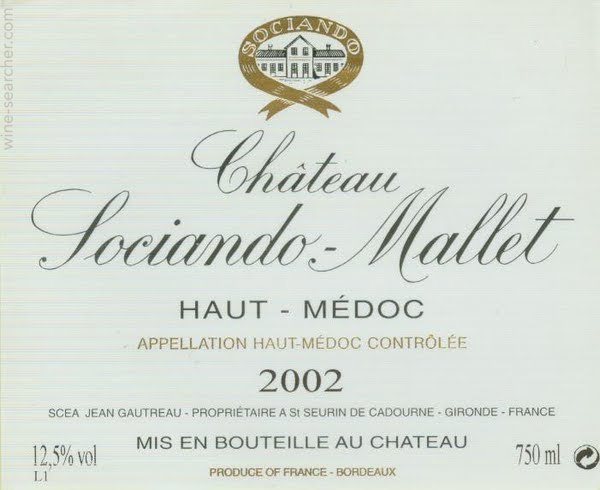 wine-searcher.com
SOCIANDO
Château
Sociando-Mallet
HAUT - MÉDOC
APPELLATION HAUT-MÉDOC CONTRÔLÉE
2002
SCEA JEAN GAUTREAU - PROPRIÉTAIRE A St SEURIN DE CADOURNE - GIRONDE - FRANCE
12,5% vol
MIS EN BOUTEILLE AU CHATEAU
750 ml
L1
PRODUCE OF FRANCE - BORDEAUX